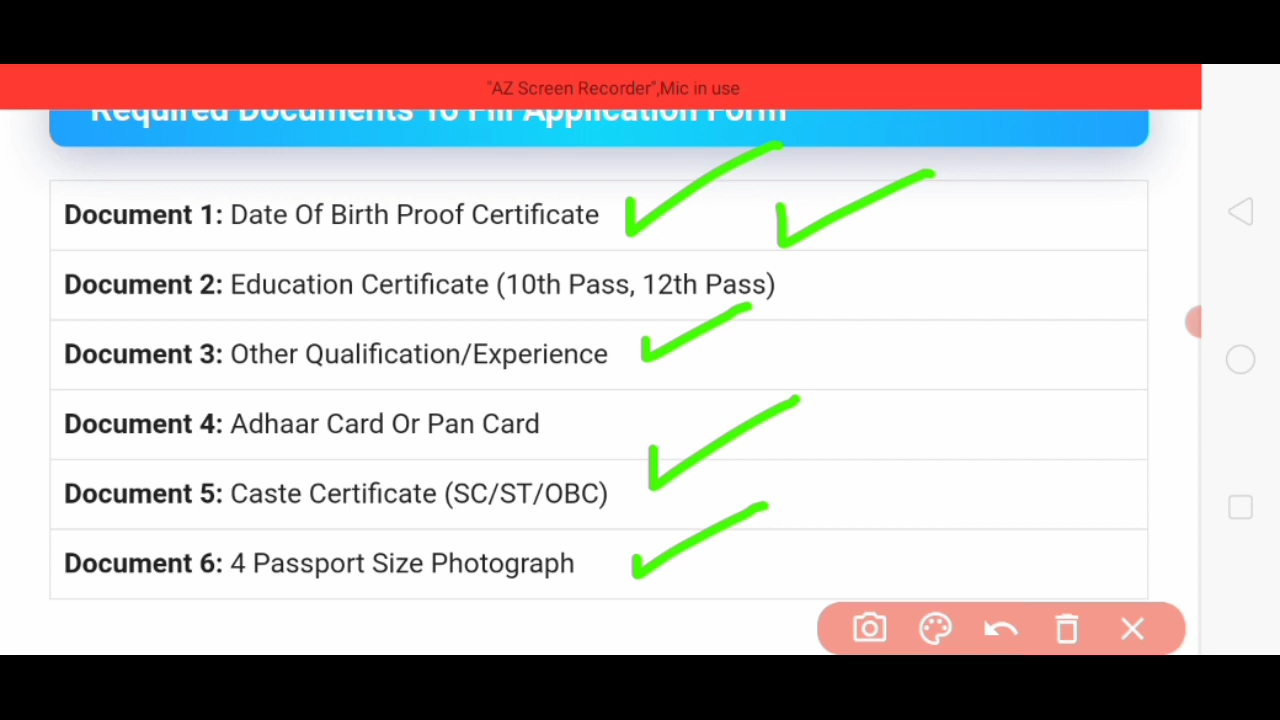 "AZ Screen Recorder",Mic in use
Required Documents To Fill Application Form
Document 1: Date Of Birth Proof Certificate
Document 2: Education Certificate (10th Pass, 12th Pass)
Document 3: Other Qualification/Experience
Document 4: Adhaar Card Or Pan Card
Document 5: Caste Certificate (SC/ST/OBC)
Document 6: 4 Passport Size Photograph